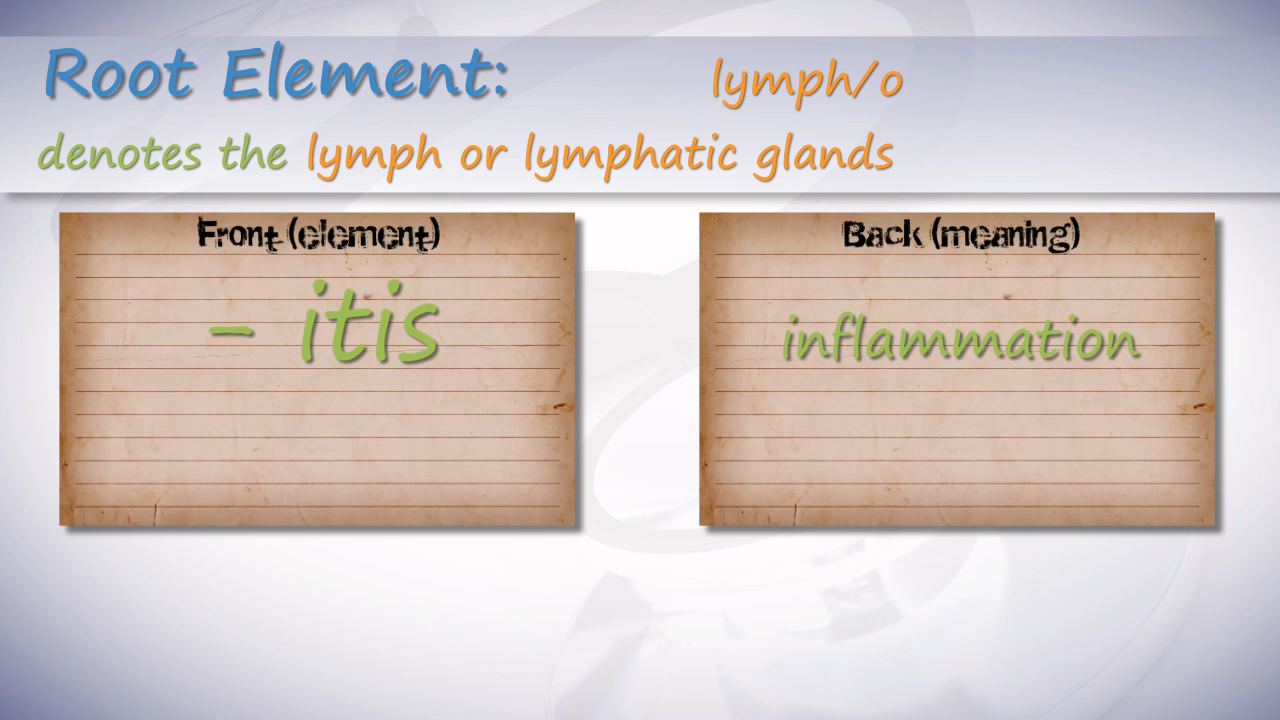 Root Element: lymph/o
denotes the lymph or lymphatic glands
Front (element)
- itis
Back (meaning)
inflammation